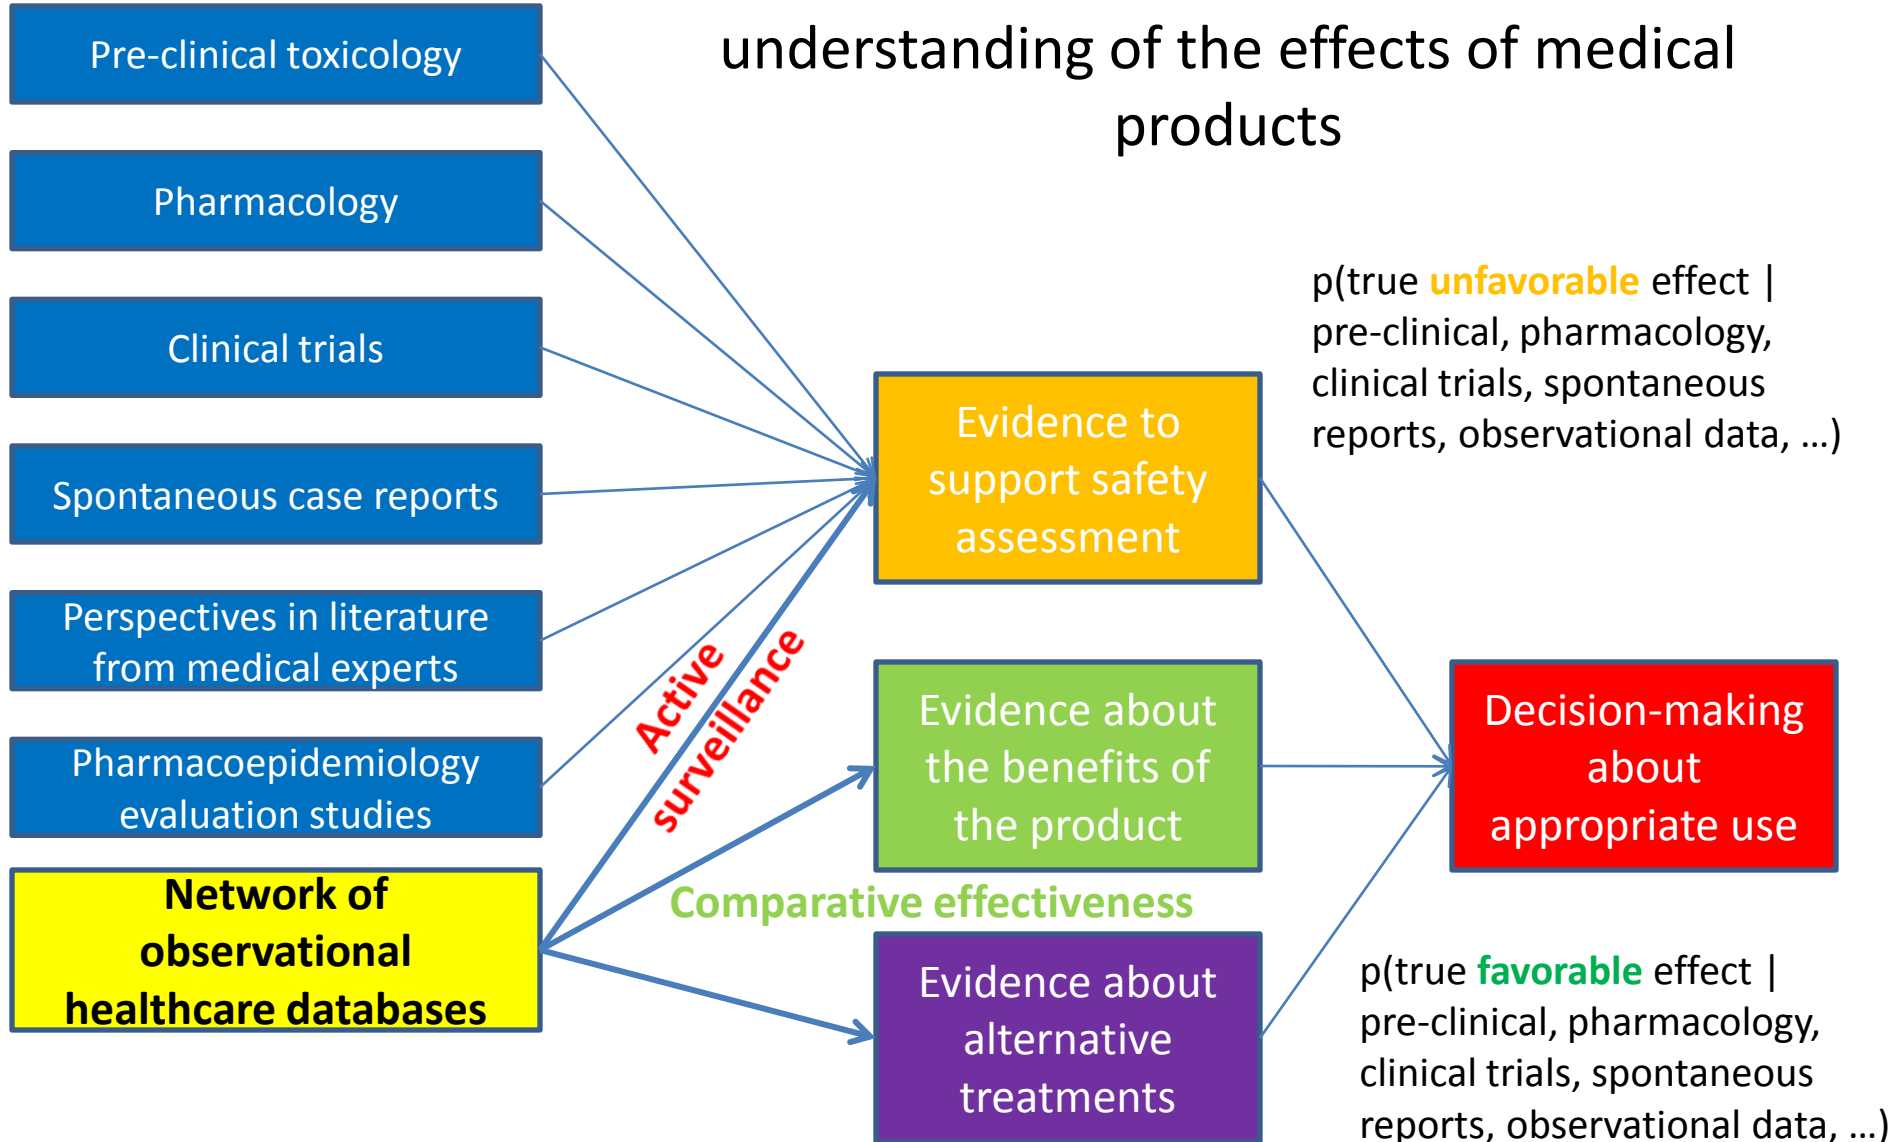 understanding of the effects of medical
products
Pre-clinical toxicology
Pharmacology
Clinical trials
Spontaneous case reports
Perspectives in literature
from medical experts
Pharmacoepidemiology
evaluation studies
Network of
observational
healthcare databases
Active
surveillance
Comparative effectiveness
Evidence to
support safety
assessment
Evidence about
the benefits of
the product
Evidence about
alternative
treatments
p(true unfavorable effect |
pre-clinical, pharmacology,
clinical trials, spontaneous
reports, observational data, …)
Decision-making
about
appropriate use
p(true favorable effect |
pre-clinical, pharmacology,
clinical trials, spontaneous
reports, observational data, …)